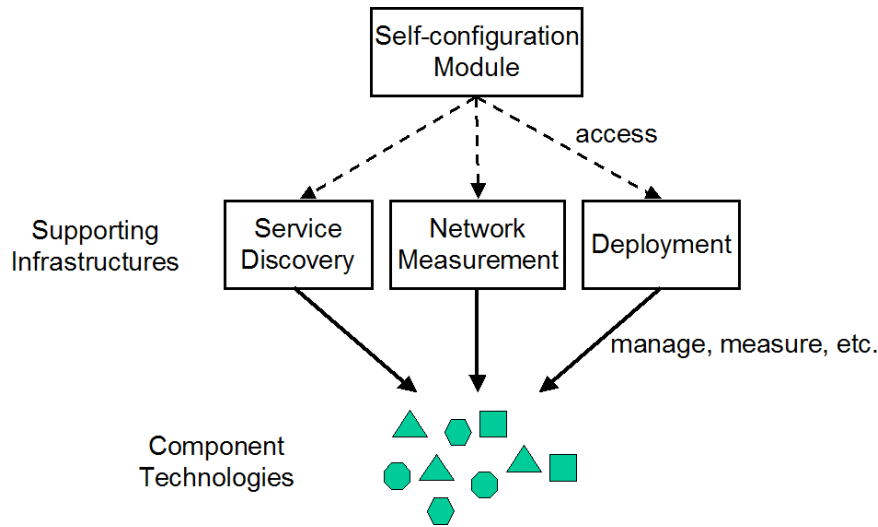 Self-configuration
Module
access
Supporting
Infrastructures
Service
Discovery
Network
Measurement
Deployment
manage, measure, etc.
Component
Technologies